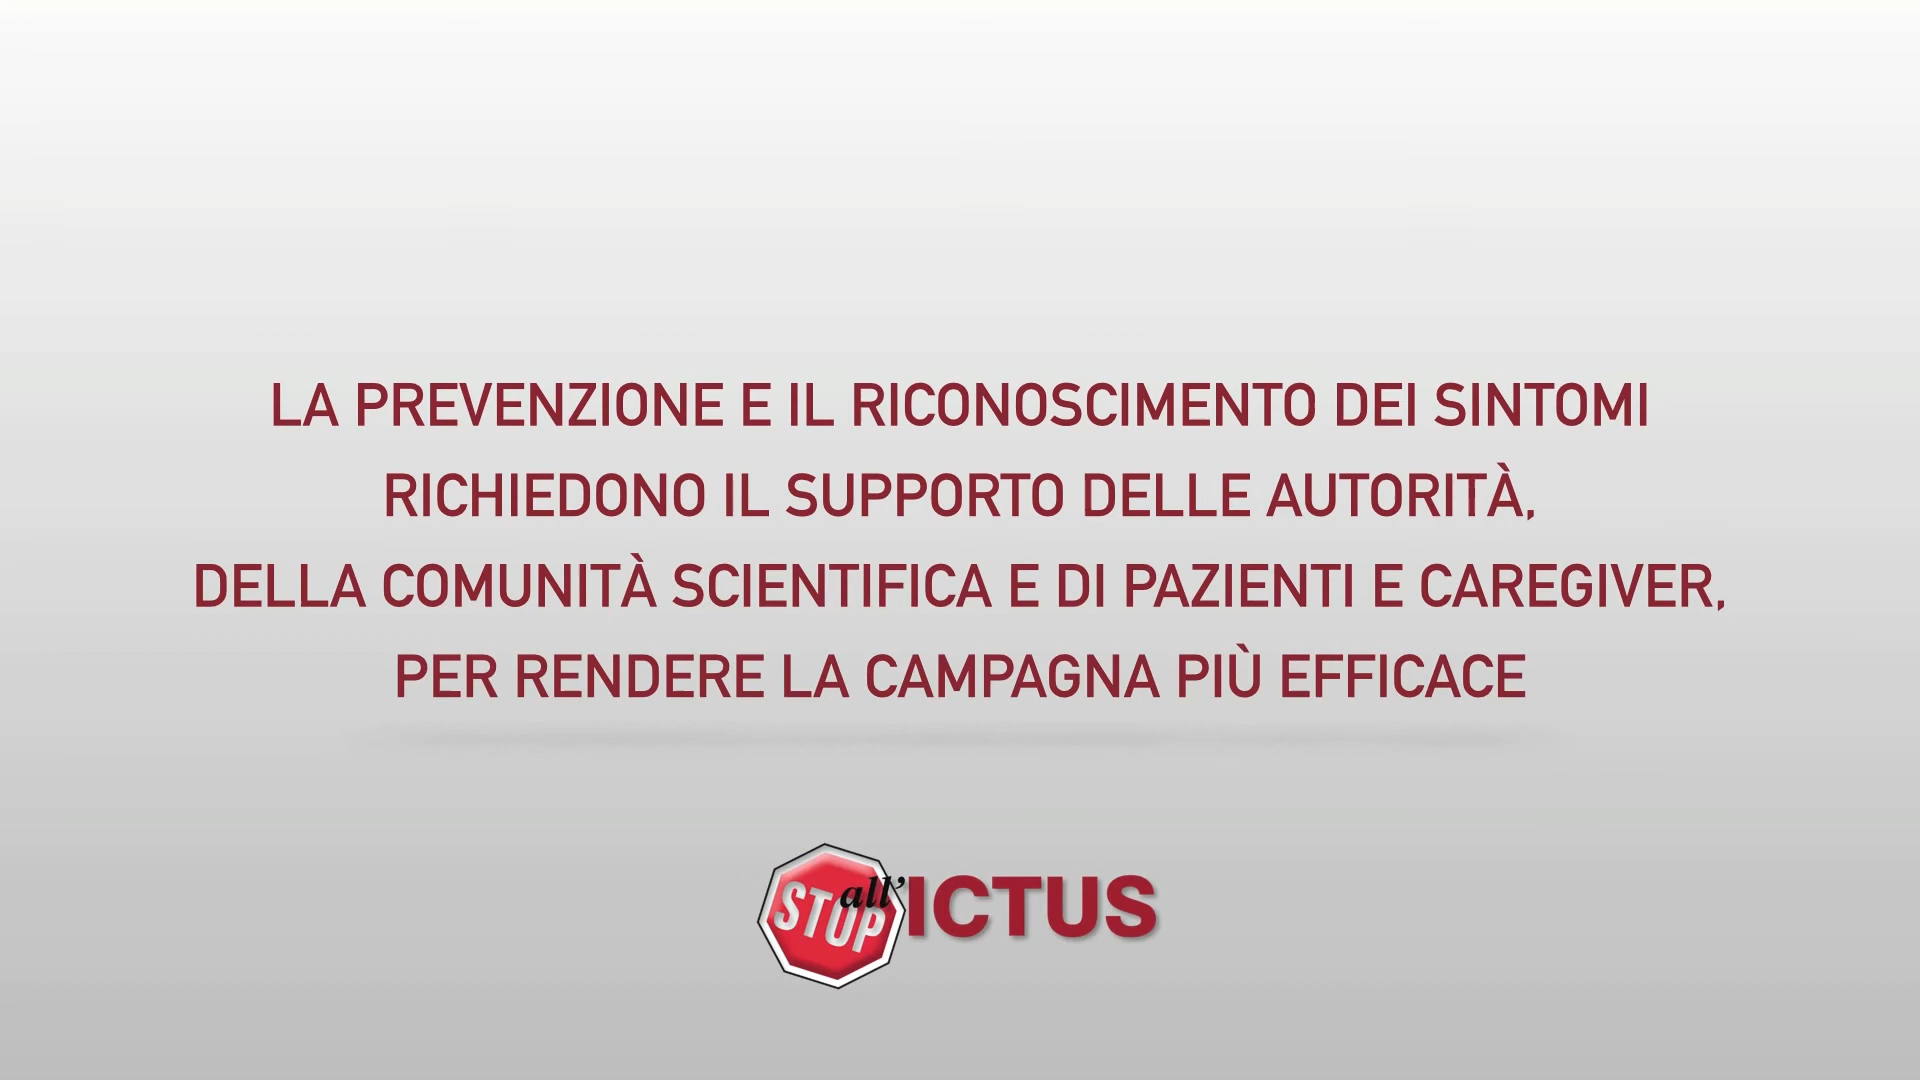 LA PREVENZIONE E IL RICONOSCIMENTO DEI SINTOMI
RICHIEDONO IL SUPPORTO DELLE AUTORITÀ,
DELLA COMUNITÀ SCIENTIFICA E DI PAZIENTI E CAREGIVER,
PER RENDERE LA CAMPAGNA PIÙ EFFICACE
STOP all'ICTUS